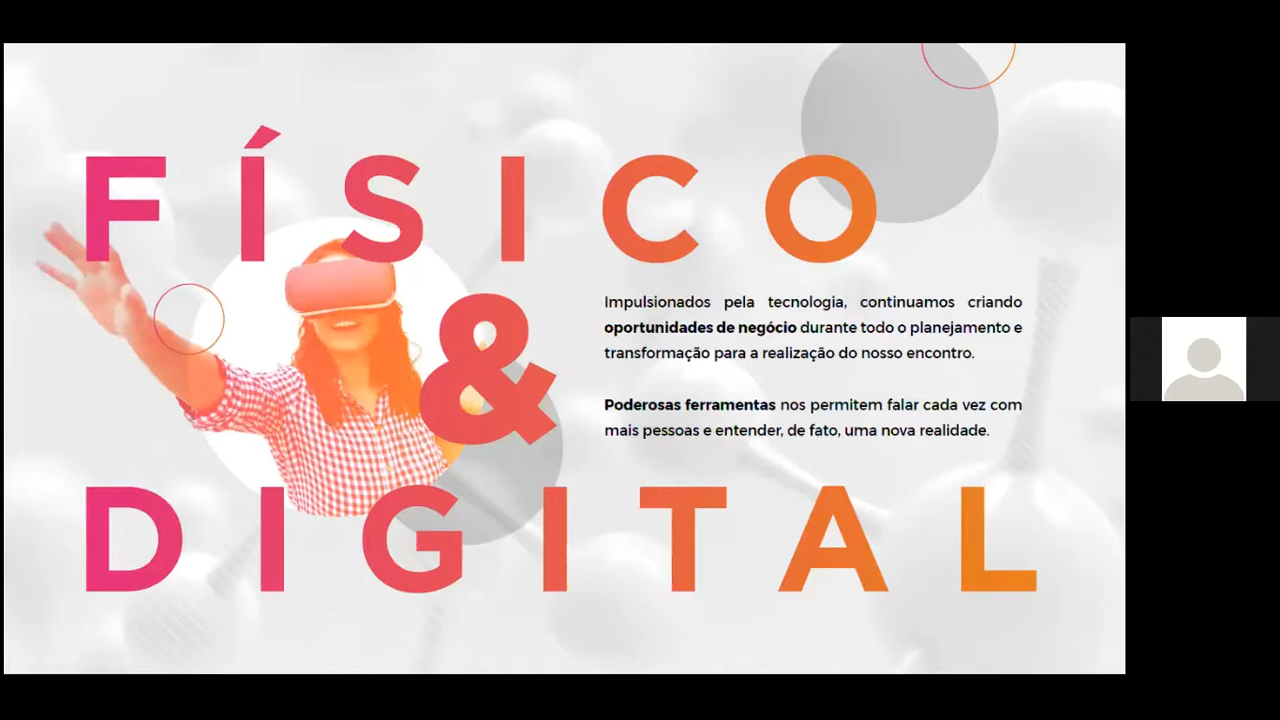 FÍSICO
&
Impulsionados pela tecnologia, continuamos criando
oportunidades de negócio durante todo o planejamento e
transformação para a realização do nosso encontro.
Poderosas ferramentas nos permitem falar cada vez com
mais pessoas e entender, de fato, uma nova realidade.
DIGITAL